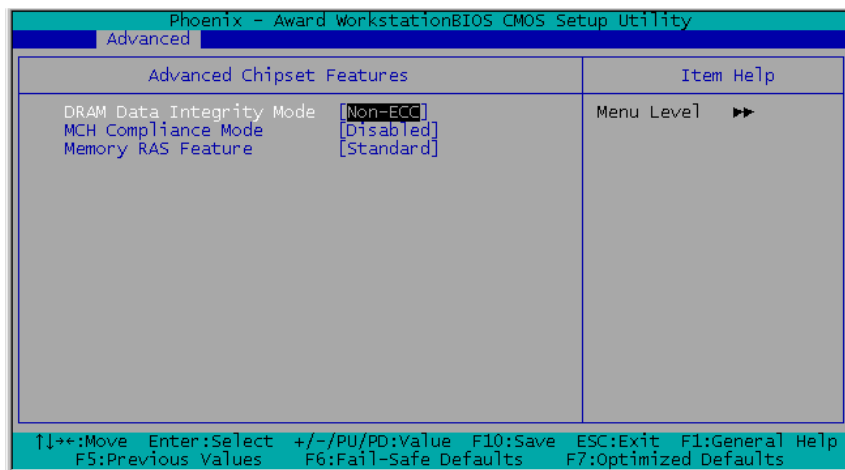 Phoenix - Award WorkstationBIOS CMOS Setup Utility
Advanced
Advanced Chipset Features
Item Help
DRAM Data Integrity Mode [Non-ECC]
MCH Compliance Mode [Disabled]
Memory RAS Feature [Standard]
Menu Level ▶▶
↑↓→←:Move Enter:Select +/-/PU/PD:Value F10:Save ESC:Exit F1:General Help
F5:Previous Values F6:Fail-Safe Defaults F7:Optimized Defaults